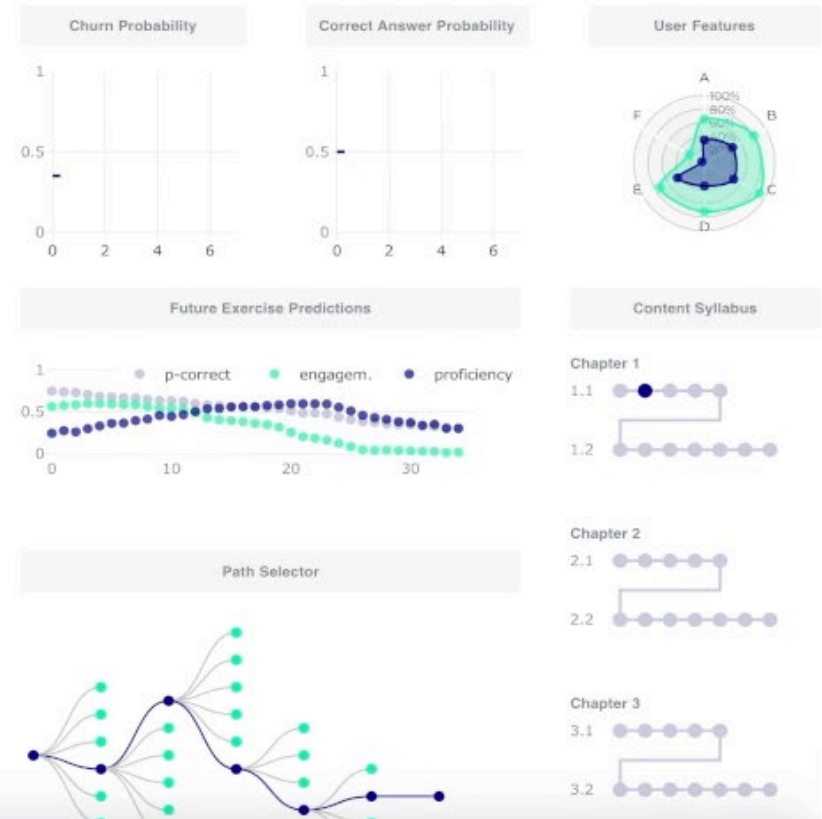 Churn Probability
Correct Answer Probability
User Features
1
0.5
0
0 2 4 6
1
0.5
0
0 2 4 6
A
B
C
D
E
F
100%
80%
60%
Future Exercise Predictions
p-correct engagem. proficiency
1
0.5
0
0 10 20 30
Content Syllabus
Chapter 1
1.1
1.2
Chapter 2
2.1
2.2
Chapter 3
3.1
3.2
Path Selector